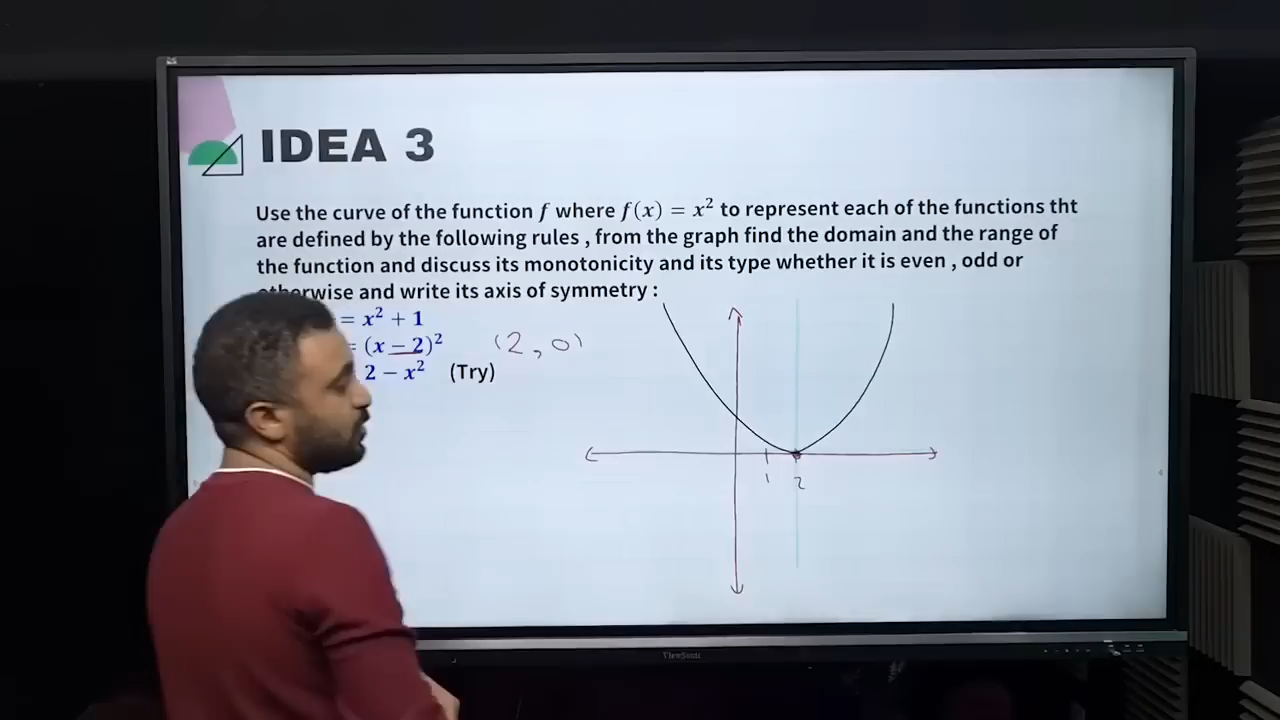 IDEA 3
Use the curve of the function f where f(x) = x² to represent each of the functions tht
are defined by the following rules , from the graph find the domain and the range of
the function and discuss its monotonicity and its type whether it is even , odd or
otherwise and write its axis of symmetry :
= x² + 1
= (x − 2)² (2, 0)
2 − x² (Try)
1 2
ViewSonic